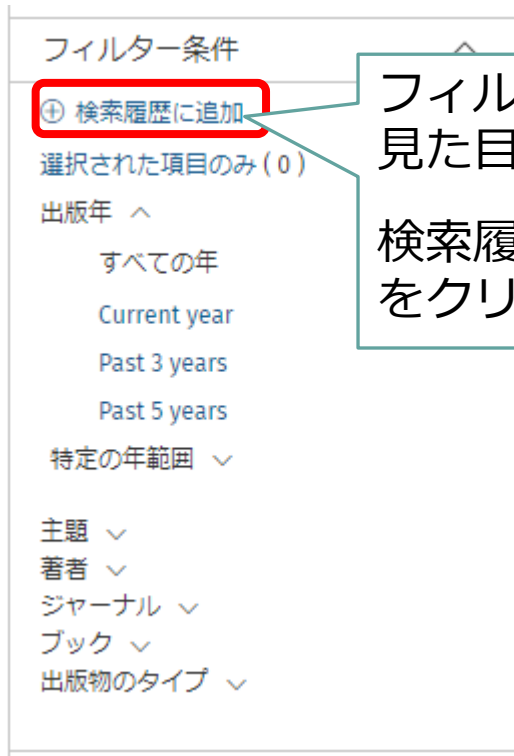 フィルター条件
検索履歴に追加
選択された項目のみ ( 0 )
出版年
すべての年
Current year
Past 3 years
Past 5 years
特定の年範囲
主題
著者
ジャーナル
ブック
出版物のタイプ
フィル
見た目
検索履
をクリ